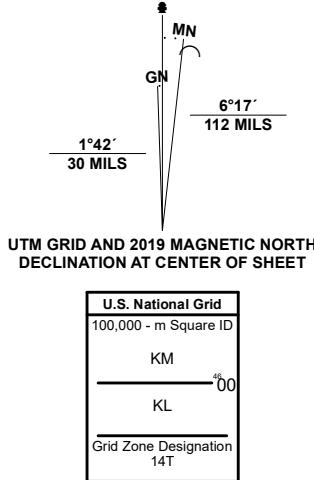 MN
GN
6°17´
112 MILS
1°42´
30 MILS
UTM GRID AND 2019 MAGNETIC NORTH
DECLINATION AT CENTER OF SHEET
U.S. National Grid
100,000 - m Square ID
KM
46 00
KL
Grid Zone Designation
14T